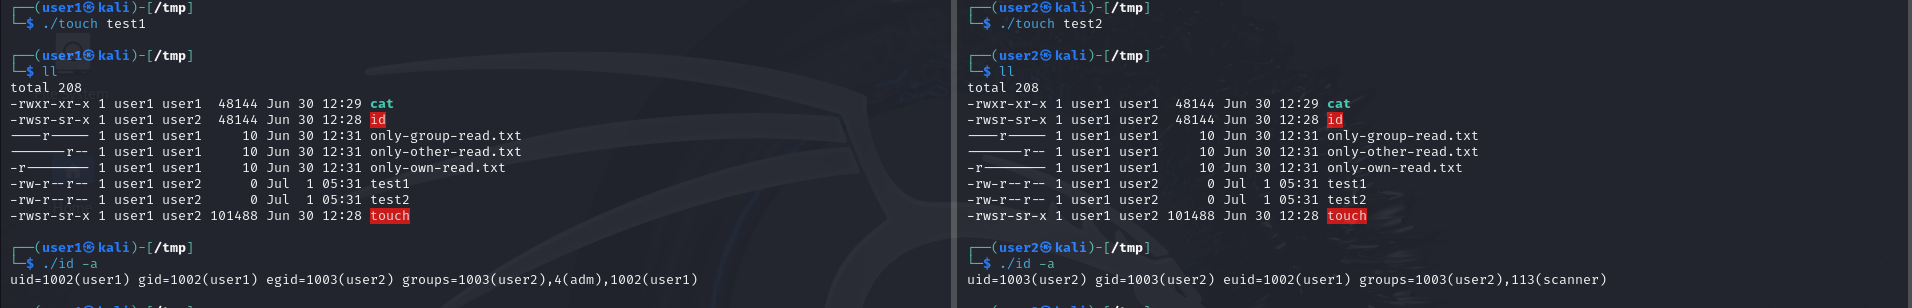 ┌──(user1㉿kali)-[/tmp]
└─$ ./touch test1

┌──(user1㉿kali)-[/tmp]
└─$ ll
total 208
-rwxr-xr-x 1 user1 user1  48144 Jun 30 12:29 cat
-rwsr-sr-x 1 user1 user2  48144 Jun 30 12:28 id
----r----- 1 user1 user1     10 Jun 30 12:31 only-group-read.txt
-------r-- 1 user1 user1     10 Jun 30 12:31 only-other-read.txt
-r-------- 1 user1 user1     10 Jun 30 12:31 only-own-read.txt
-rw-r--r-- 1 user1 user2      0 Jul  1 05:31 test1
-rw-r--r-- 1 user1 user2      0 Jul  1 05:31 test2
-rwsr-sr-x 1 user1 user2 101488 Jun 30 12:28 touch

┌──(user1㉿kali)-[/tmp]
└─$ ./id -a
uid=1002(user1) gid=1002(user1) egid=1003(user2) groups=1003(user2),4(adm),1002(user1)

┌──(user2㉿kali)-[/tmp]
└─$ ./touch test2

┌──(user2㉿kali)-[/tmp]
└─$ ll
total 208
-rwxr-xr-x 1 user1 user1  48144 Jun 30 12:29 cat
-rwsr-sr-x 1 user1 user2  48144 Jun 30 12:28 id
----r----- 1 user1 user1     10 Jun 30 12:31 only-group-read.txt
-------r-- 1 user1 user1     10 Jun 30 12:31 only-other-read.txt
-r-------- 1 user1 user1     10 Jun 30 12:31 only-own-read.txt
-rw-r--r-- 1 user1 user2      0 Jul  1 05:31 test1
-rw-r--r-- 1 user1 user2      0 Jul  1 05:31 test2
-rwsr-sr-x 1 user1 user2 101488 Jun 30 12:28 touch

┌──(user2㉿kali)-[/tmp]
└─$ ./id -a
uid=1003(user2) gid=1003(user2) euid=1002(user1) groups=1003(user2),113(scanner)